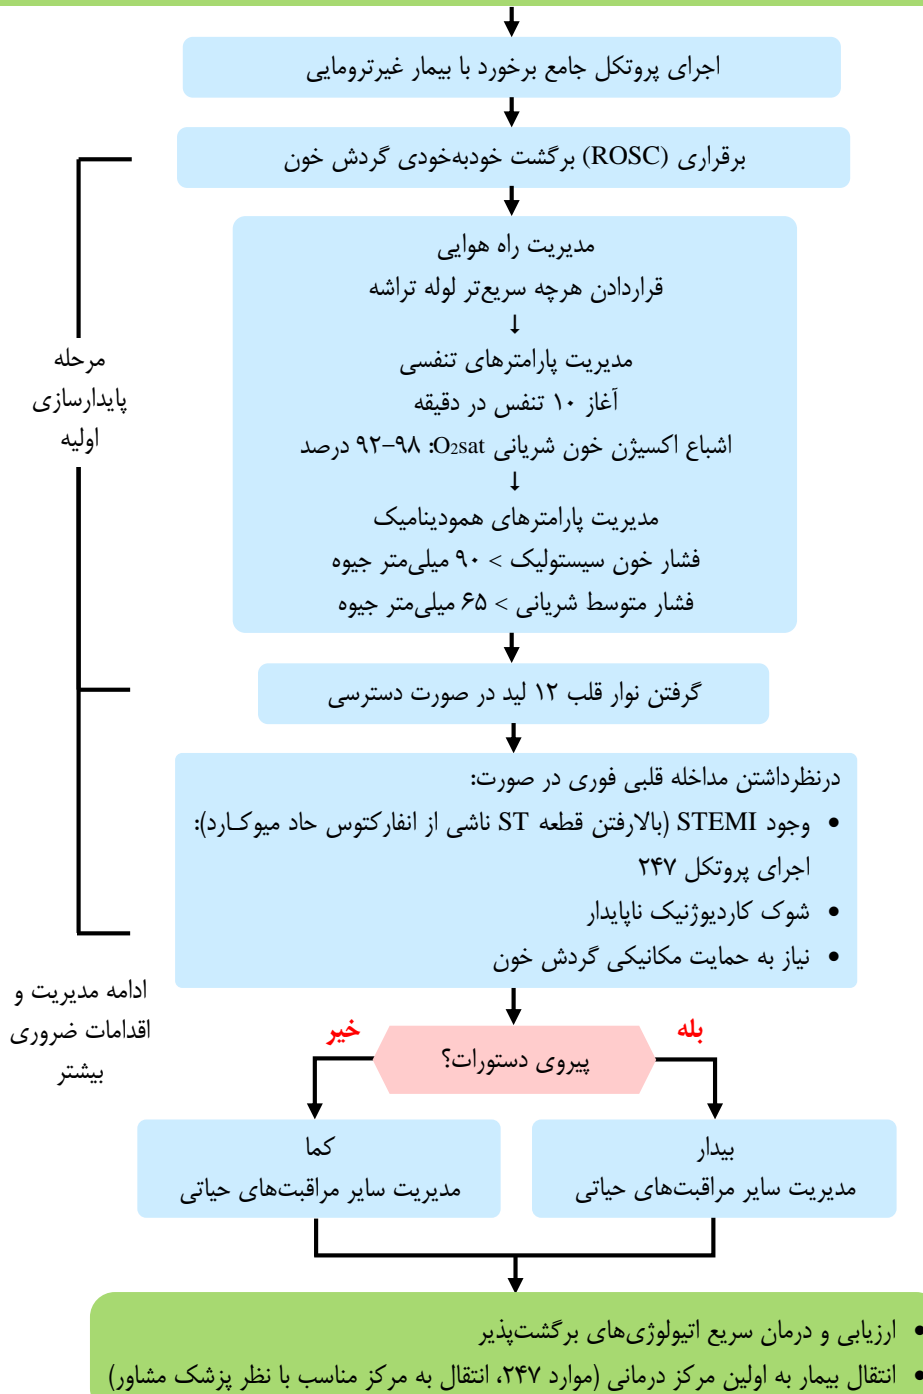 اجرای پروتکل جامع برخورد با بیمار غیرترومایی
برقراری (ROSC) برگشت خودبه‌خودی گردش خون
مدیریت راه هوایی
قراردادن هرچه سریع‌تر لوله تراشه
↓
مدیریت پارامترهای تنفسی
آغاز ۱۰ تنفس در دقیقه
اشباع اکسیژن خون شریانی O₂sat: ۹۲–۹۸ درصد
↓
مدیریت پارامترهای همودینامیک
فشار خون سیستولیک > ۹۰ میلی‌متر جیوه
فشار متوسط شریانی > ۶۵ میلی‌متر جیوه
مرحله
پایدارسازی
اولیه
گرفتن نوار قلب ۱۲ لید در صورت دسترسی
درنظرداشتن مداخله قلبی فوری در صورت:
• وجود STEMI (بالارفتن قطعه ST ناشی از انفارکتوس حاد میوکـارد):
اجرای پروتکل ۲۴۷
• شوک کاردیوژنیک ناپایدار
• نیاز به حمایت مکانیکی گردش خون
ادامه مدیریت و
اقدامات ضروری
بیشتر
پیروی دستورات؟
بله
خیر
بیدار
مدیریت سایر مراقبت‌های حیاتی
کما
مدیریت سایر مراقبت‌های حیاتی
• ارزیابی و درمان سریع اتیولوژی‌های برگشت‌پذیر
• انتقال بیمار به اولین مرکز درمانی (موارد ۲۴۷، انتقال به مرکز مناسب با نظر پزشک مشاور)